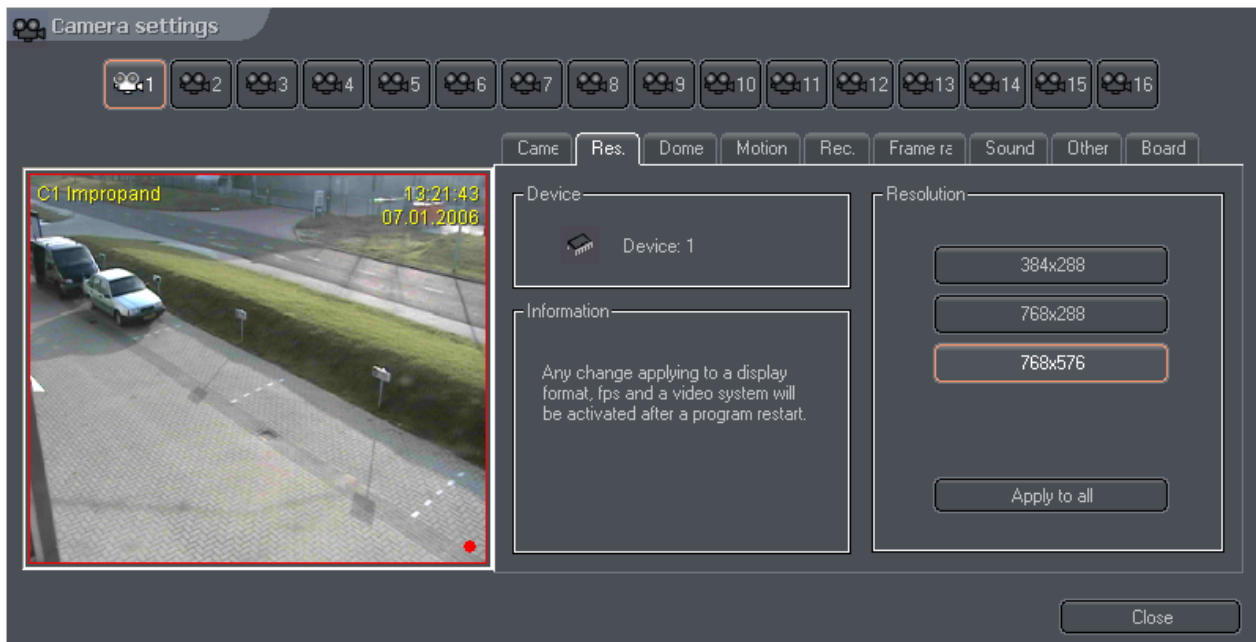 Camera settings
1 2 3 4 5 6 7 8 9 10 11 12 13 14 15 16
Came Res. Dome Motion Rec. Frame ra Sound Other Board
C1 Impropand 13:21:43
07.01.2006
Device
Device: 1
Information
Any change applying to a display
format, fps and a video system will
be activated after a program restart.
Resolution
384x288
768x288
768x576
Apply to all
Close